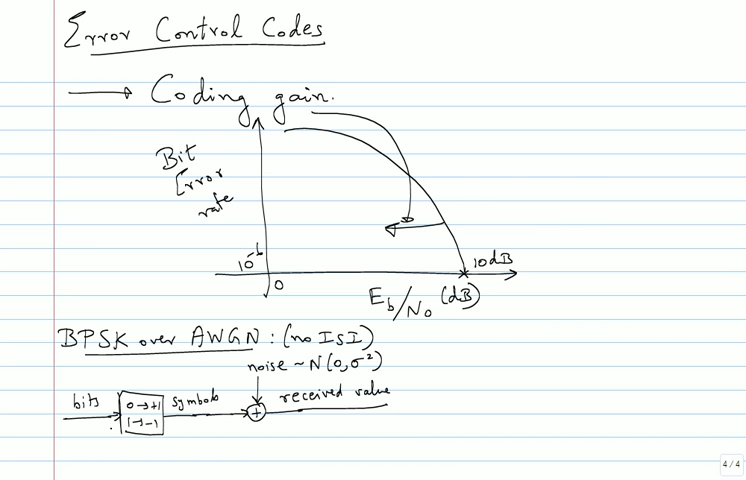 Error Control Codes
→ Coding gain.
Bit
Error
rate
10⁻⁶
0
10dB
Eb/No (dB)
BPSK over AWGN: (no ISI)
noise ~ N(0,σ²)
bits
0→+1
1→-1
symbols
+
received value
4/4